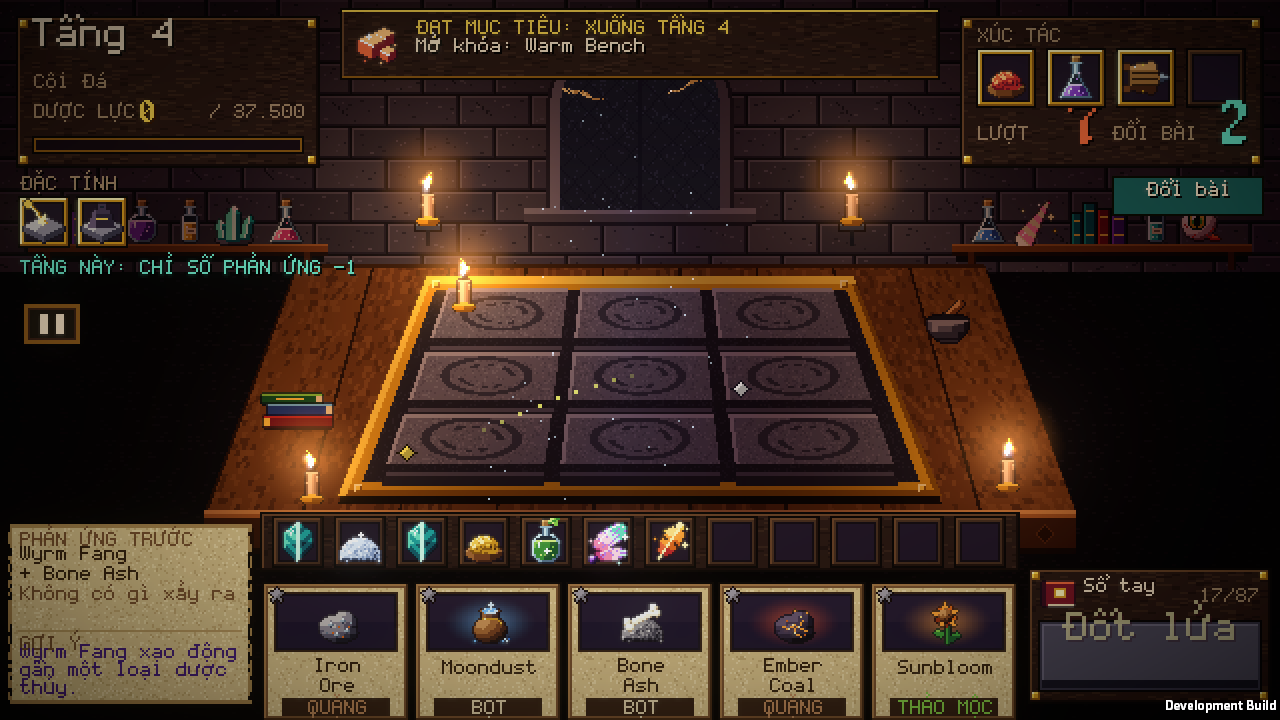 Tầng 4
Cội Đá
DƯỢC LỰC 0 / 37.500
ĐẶC TÍNH
TẦNG NÀY: CHỈ SỐ PHẢN ỨNG -1
ĐẠT MỤC TIÊU: XUỐNG TẦNG 4
Mở khóa: Warm Bench
XÚC TÁC
LƯỢT 7 ĐỔI BÀI 2
Đổi bài
PHẢN ỨNG TRƯỚC
Wyrm Fang
+ Bone Ash
Không có gì xảy ra
GỢI Ý
Wyrm Fang xao động
gần một loại dược
thủy.
Iron
Ore
QUẶNG
Moondust
BỘT
Bone
Ash
BỘT
Ember
Coal
QUẶNG
Sunbloom
THẢO MỘC
Sổ tay
17/87
Đốt lửa
Development Build